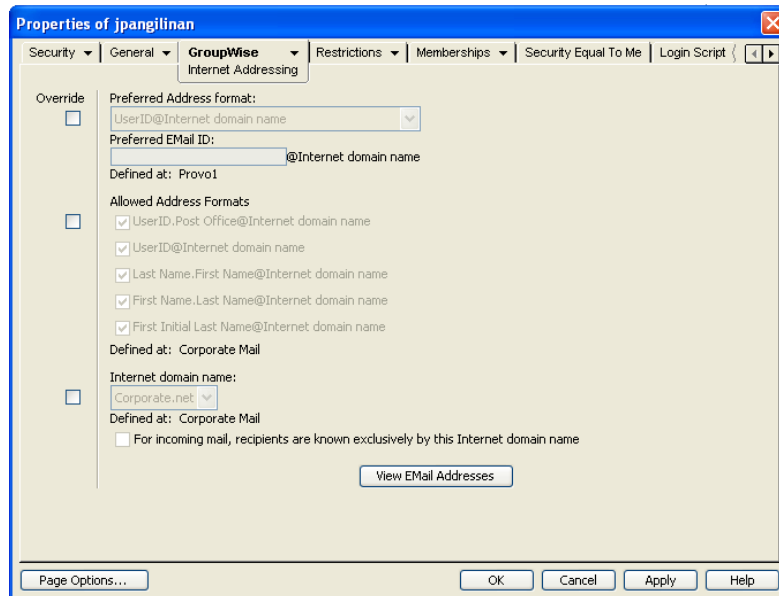 Properties of jpangilinan
Security General GroupWise Restrictions Memberships Security Equal To Me Login Script
Internet Addressing
Override Preferred Address format:
UserID@Internet domain name
Preferred EMail ID:
@Internet domain name
Defined at: Provo1
Allowed Address Formats
UserID.Post Office@Internet domain name
UserID@Internet domain name
Last Name.First Name@Internet domain name
First Name.Last Name@Internet domain name
First Initial Last Name@Internet domain name
Defined at: Corporate Mail
Internet domain name:
Corporate.net
Defined at: Corporate Mail
For incoming mail, recipients are known exclusively by this Internet domain name
View EMail Addresses
Page Options... OK Cancel Apply Help